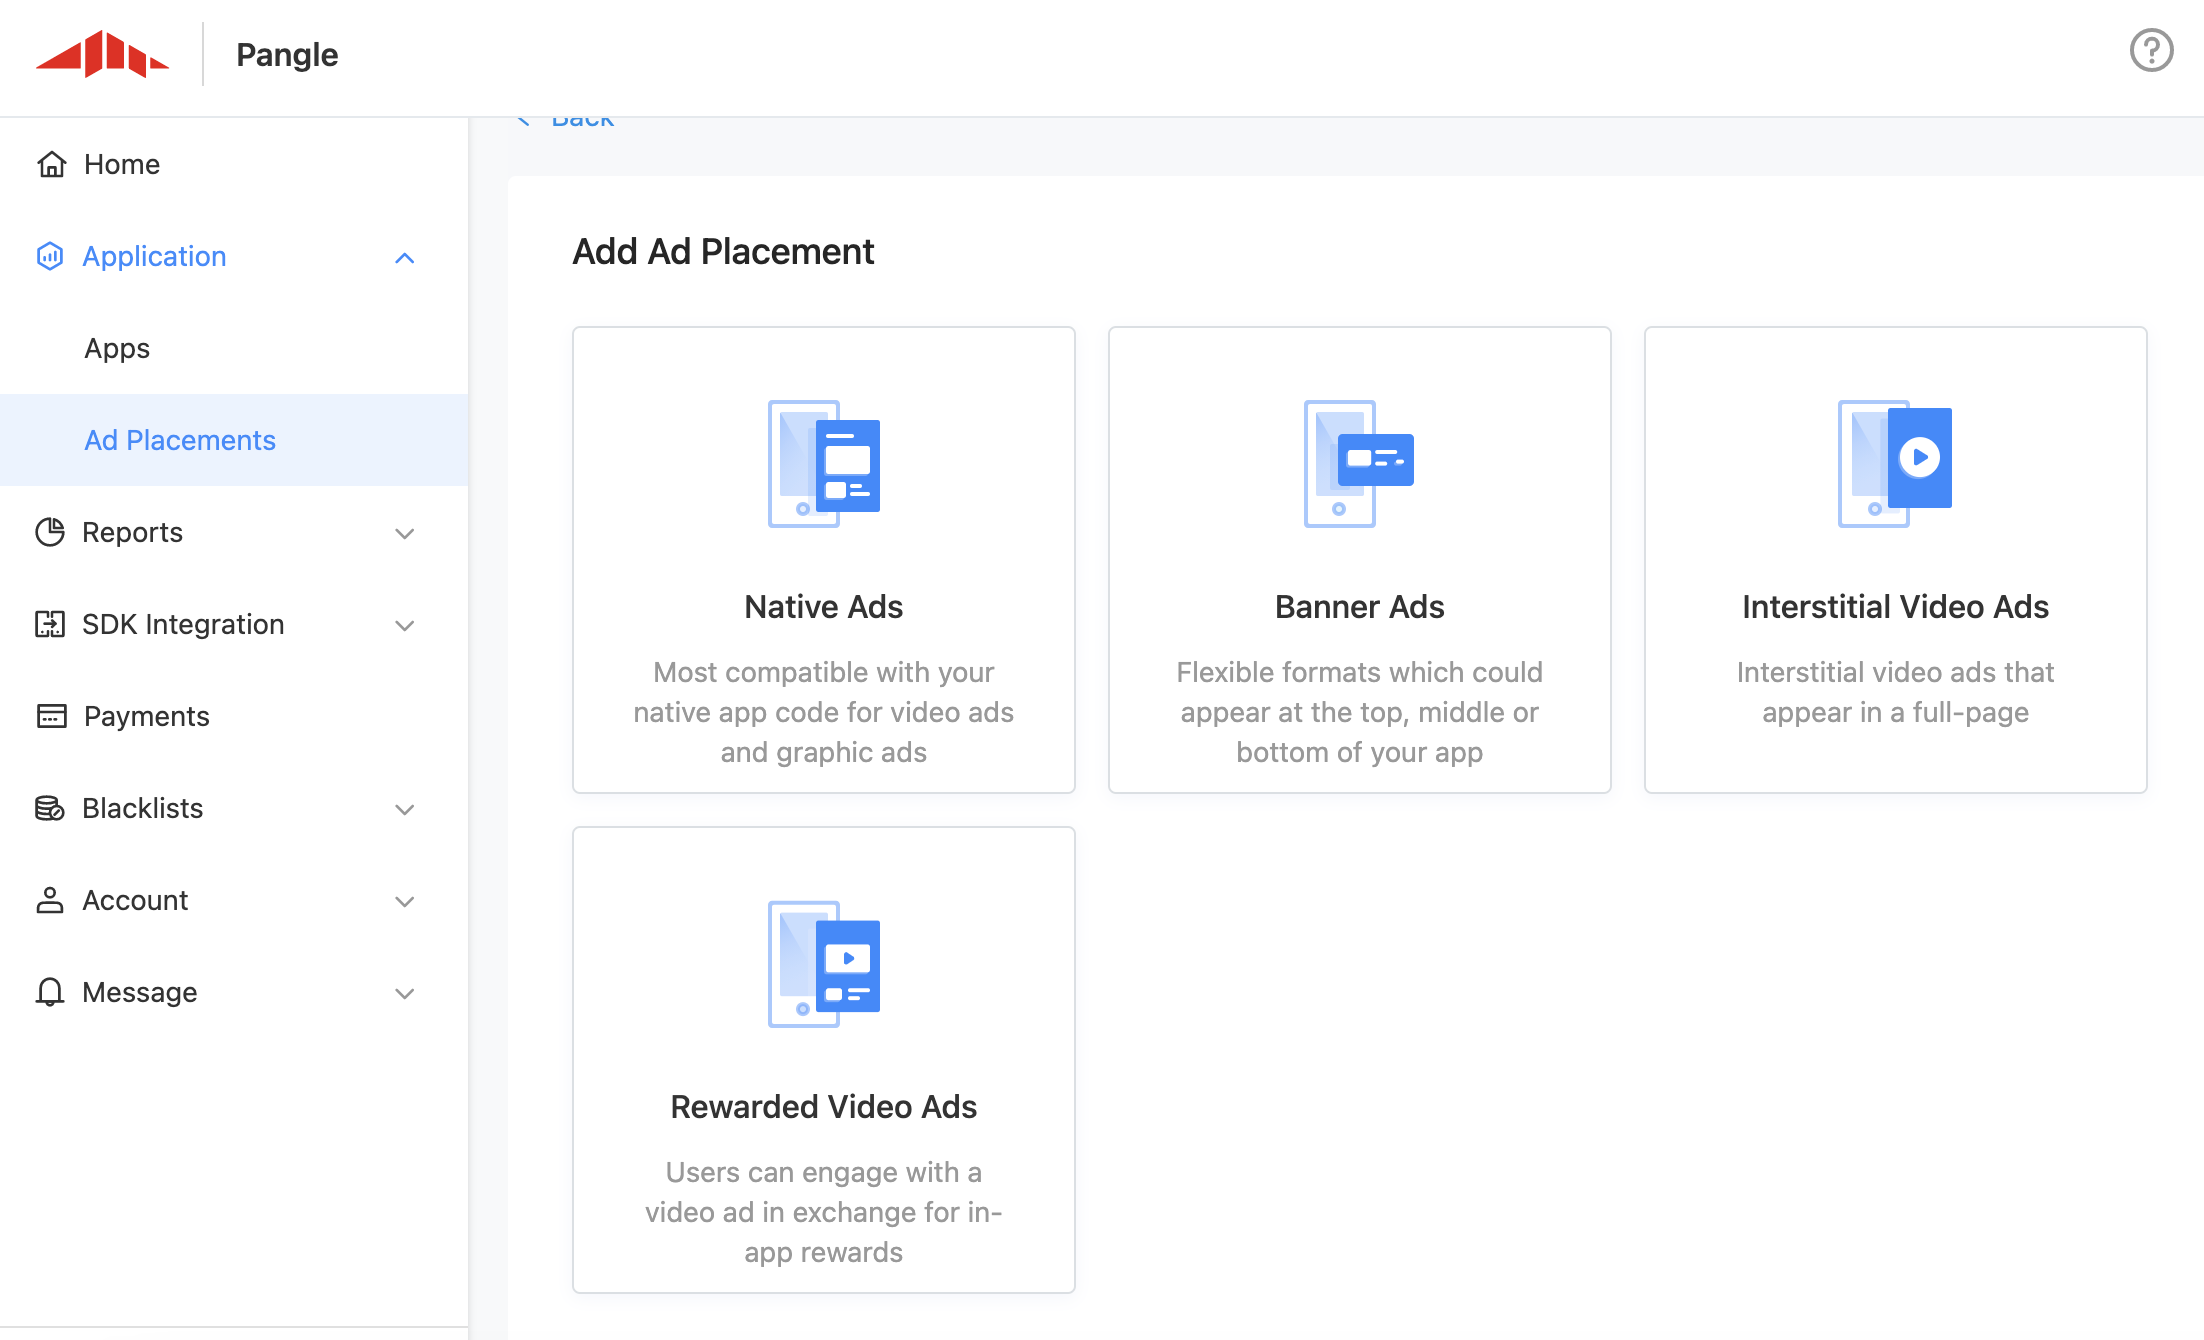 Pangle
Back
Home
Application
Apps
Ad Placements
Reports
SDK Integration
Payments
Blacklists
Account
Message
Add Ad Placement
Native Ads
Most compatible with your
native app code for video ads
and graphic ads
Banner Ads
Flexible formats which could
appear at the top, middle or
bottom of your app
Interstitial Video Ads
Interstitial video ads that
appear in a full-page
Rewarded Video Ads
Users can engage with a
video ad in exchange for in-
app rewards